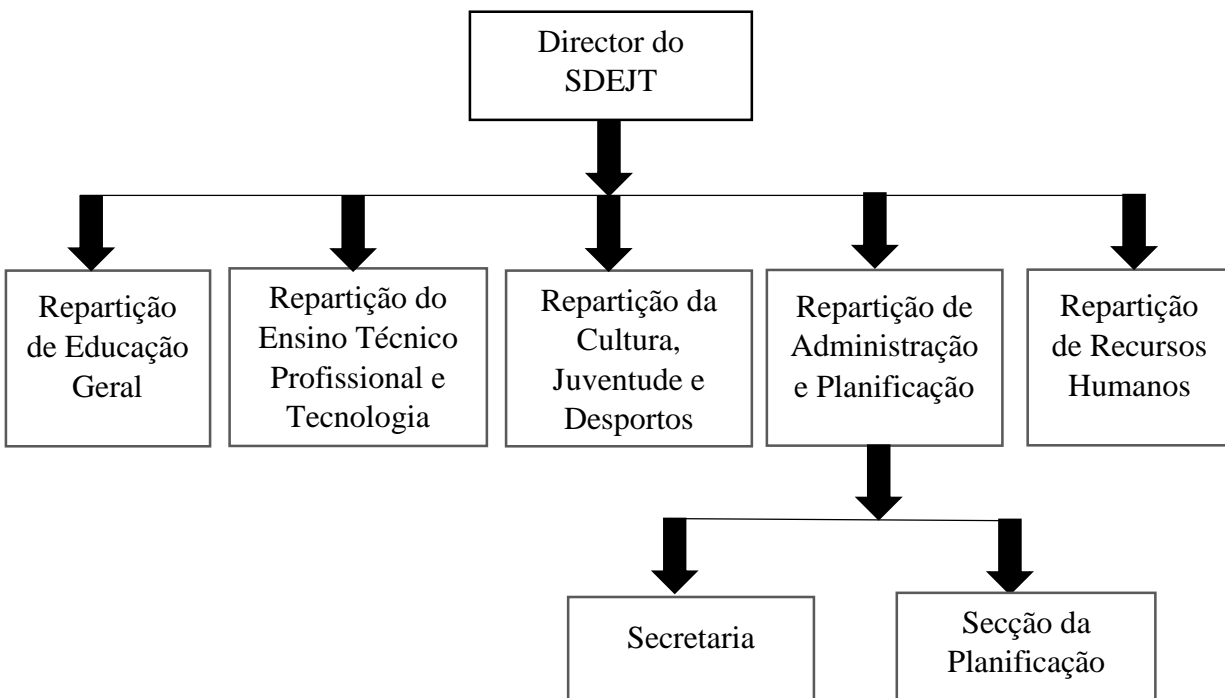 Director do
SDEJT
Repartição
de Educação
Geral
Repartição do
Ensino Técnico
Profissional e
Tecnologia
Repartição da
Cultura,
Juventude e
Desportos
Repartição de
Administração
e Planificação
Repartição
de Recursos
Humanos
Secretaria
Secção da
Planificação